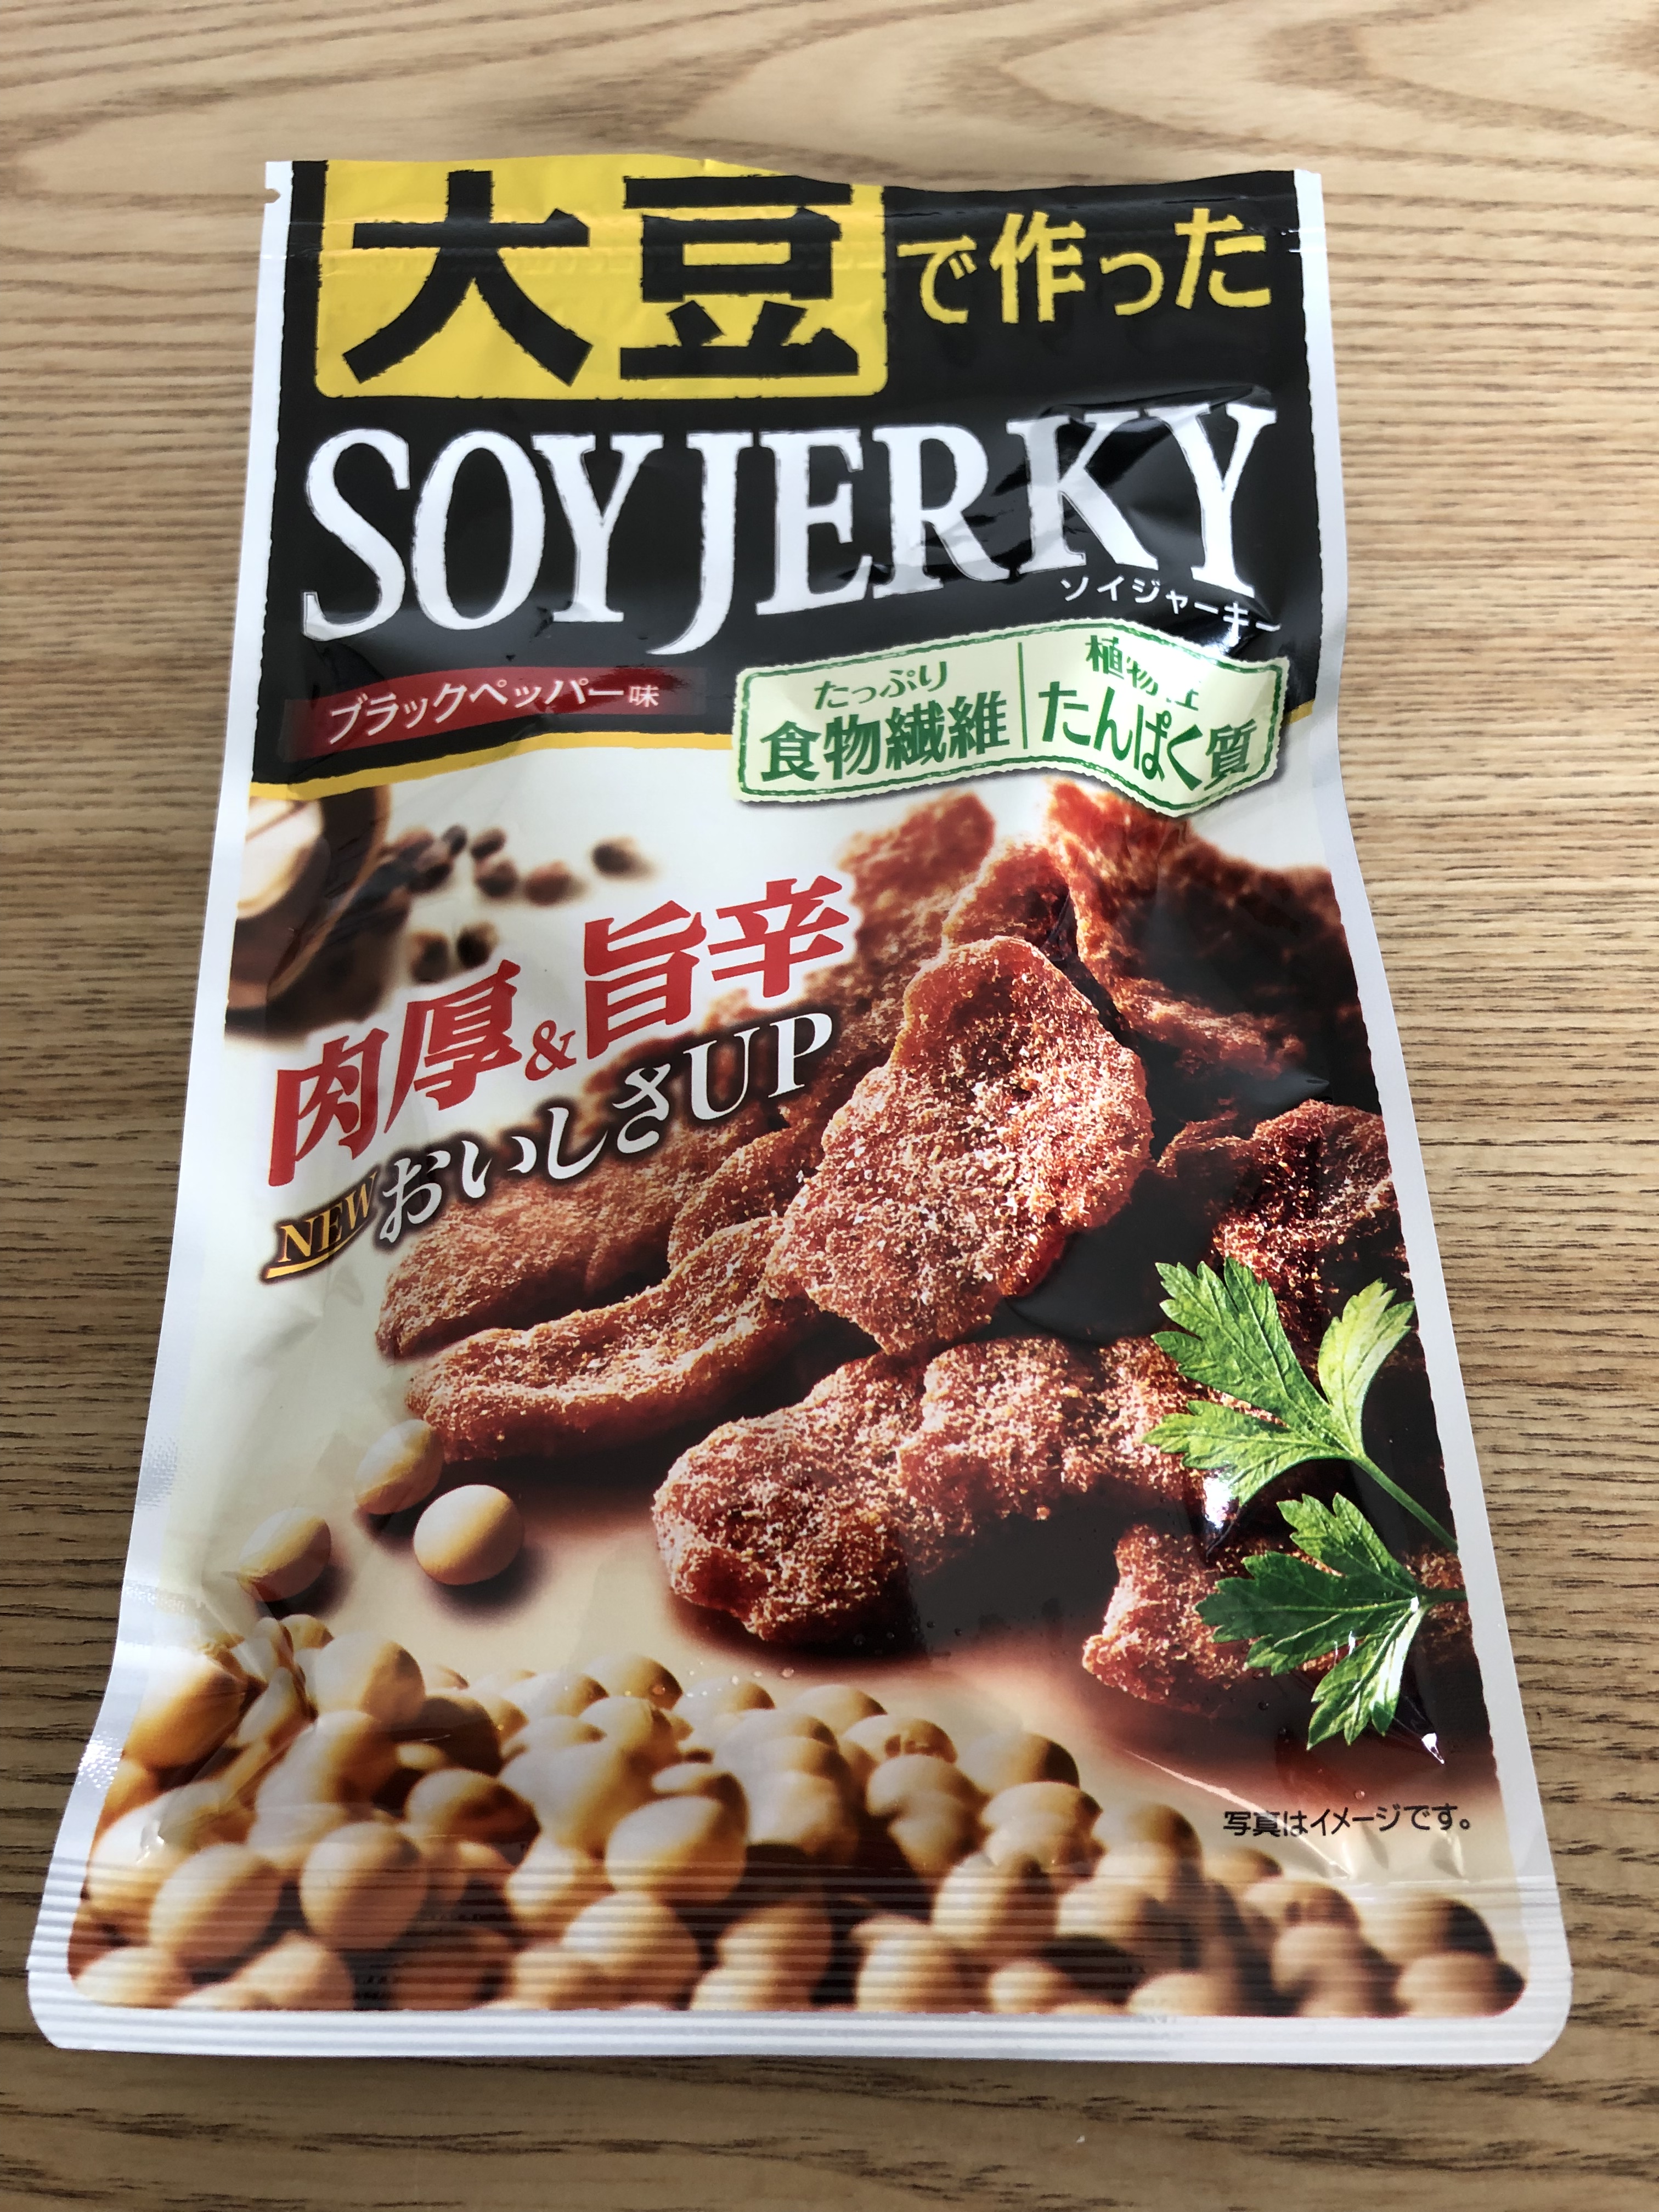 大豆で作った
SOY JERKY
ソイジャーキー
ブラックペッパー味
たっぷり
食物繊維
植物性
たんぱく質
肉厚&旨辛
NEW おいしさUP
写真はイメージです。